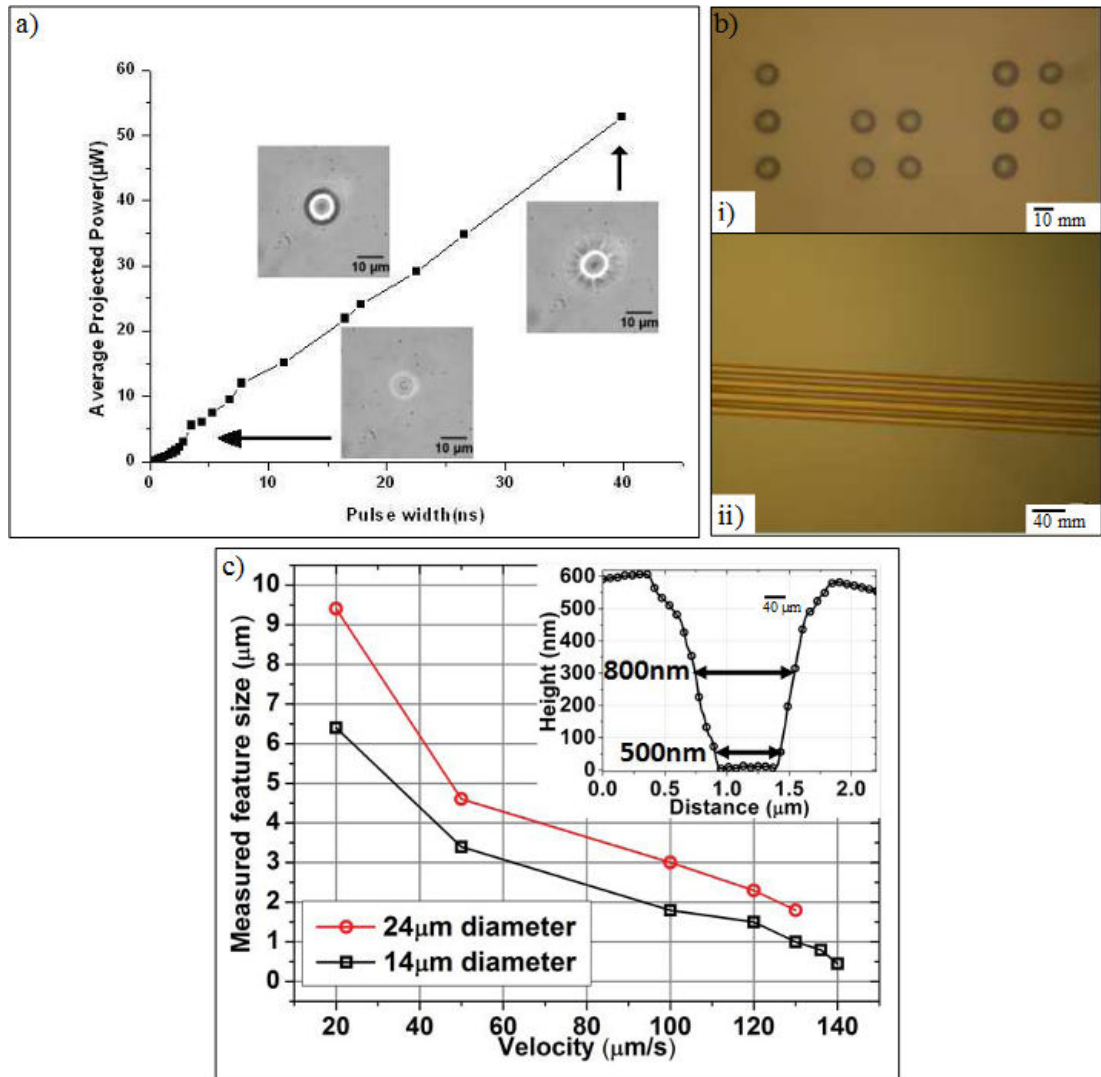 a)
60
50
40
30
20
10
0
Average Projected Power(µW)
10 µm
10 µm
10 µm
0 10 20 30 40
Pulse width(ns)
b)
i)
10 mm
ii)
40 mm
c)
10
9
8
7
6
5
4
3
2
1
0
Measured feature size (µm)
24µm diameter
14µm diameter
20 40 60 80 100 120 140
Velocity (µm/s)
600
500
400
300
200
100
0
Height (nm)
40 µm
800nm
500nm
0.0 0.5 1.0 1.5 2.0
Distance (µm)